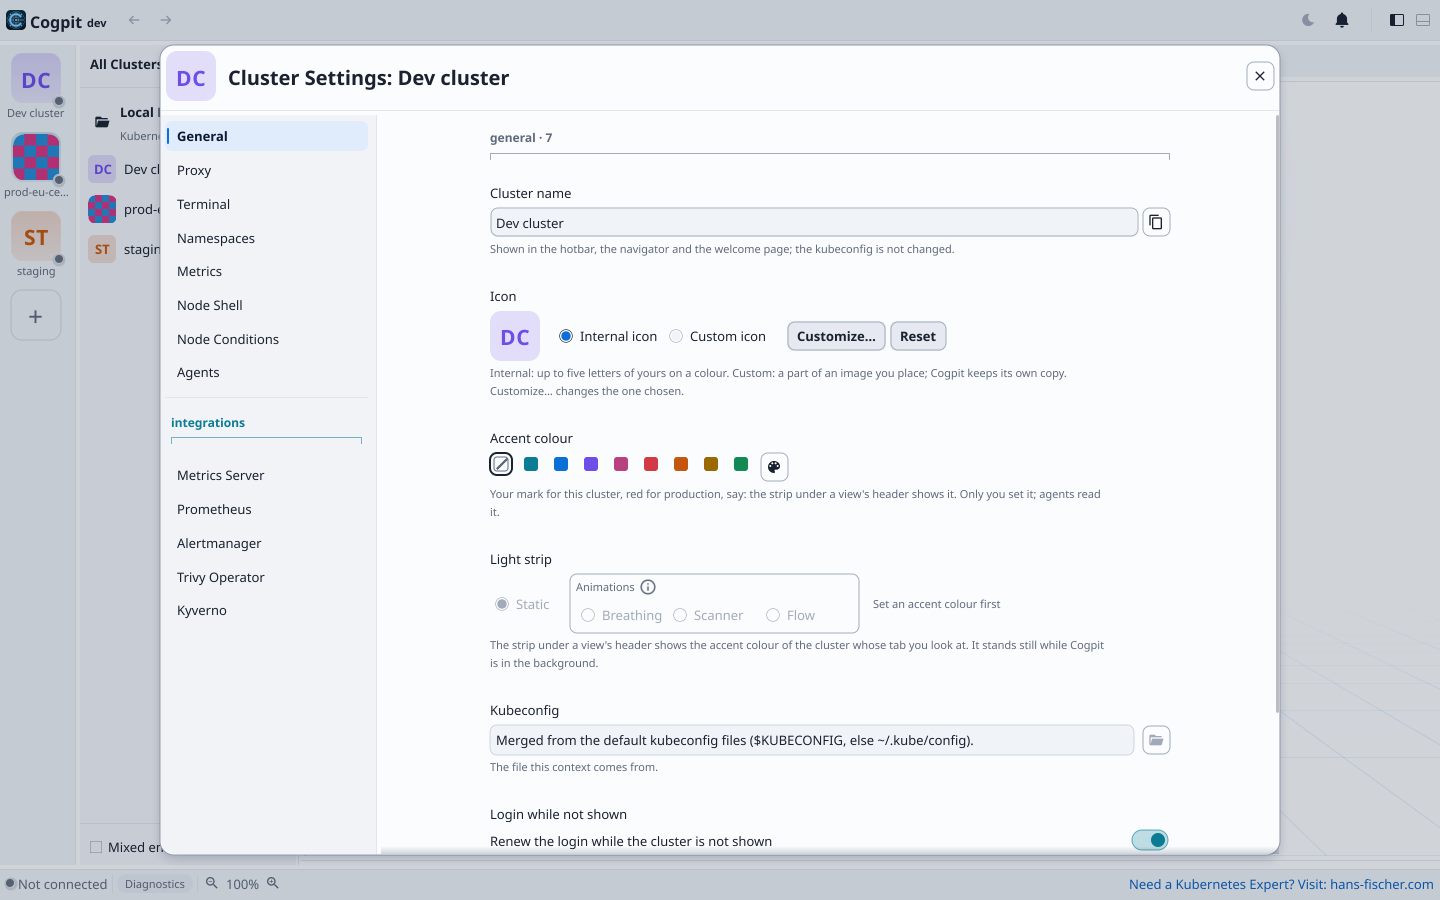 Cogpit dev
DC
Dev cluster
prod-eu-ce...
ST
staging
All Clusters
Local
Kubern
DC Dev cl
prod-e
ST stagin
Mixed en
DC Cluster Settings: Dev cluster
General
Proxy
Terminal
Namespaces
Metrics
Node Shell
Node Conditions
Agents
integrations
Metrics Server
Prometheus
Alertmanager
Trivy Operator
Kyverno
general · 7
Cluster name
Dev cluster
Shown in the hotbar, the navigator and the welcome page; the kubeconfig is not changed.
Icon
DC Internal icon Custom icon Customize... Reset
Internal: up to five letters of yours on a colour. Custom: a part of an image you place; Cogpit keeps its own copy.
Customize... changes the one chosen.
Accent colour
Your mark for this cluster, red for production, say: the strip under a view's header shows it. Only you set it; agents read
it.
Light strip
Animations
Static Breathing Scanner Flow Set an accent colour first
The strip under a view's header shows the accent colour of the cluster whose tab you look at. It stands still while Cogpit
is in the background.
Kubeconfig
Merged from the default kubeconfig files ($KUBECONFIG, else ~/.kube/config).
The file this context comes from.
Login while not shown
Renew the login while the cluster is not shown
Not connected Diagnostics 100% Need a Kubernetes Expert? Visit: hans-fischer.com